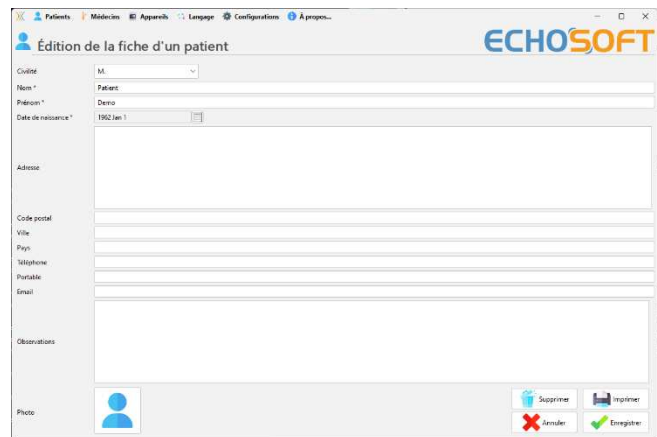 Patients Médecins Appareils Langage Configurations À propos...
Édition de la fiche d'un patient
ECHOSOFT
Civilité M.
Nom * Patient
Prénom * Demo
Date de naissance * 1962 Jan 1
Adresse
Code postal
Ville
Pays
Téléphone
Portable
Email
Observations
Photo
Supprimer Imprimer
Annuler Enregistrer